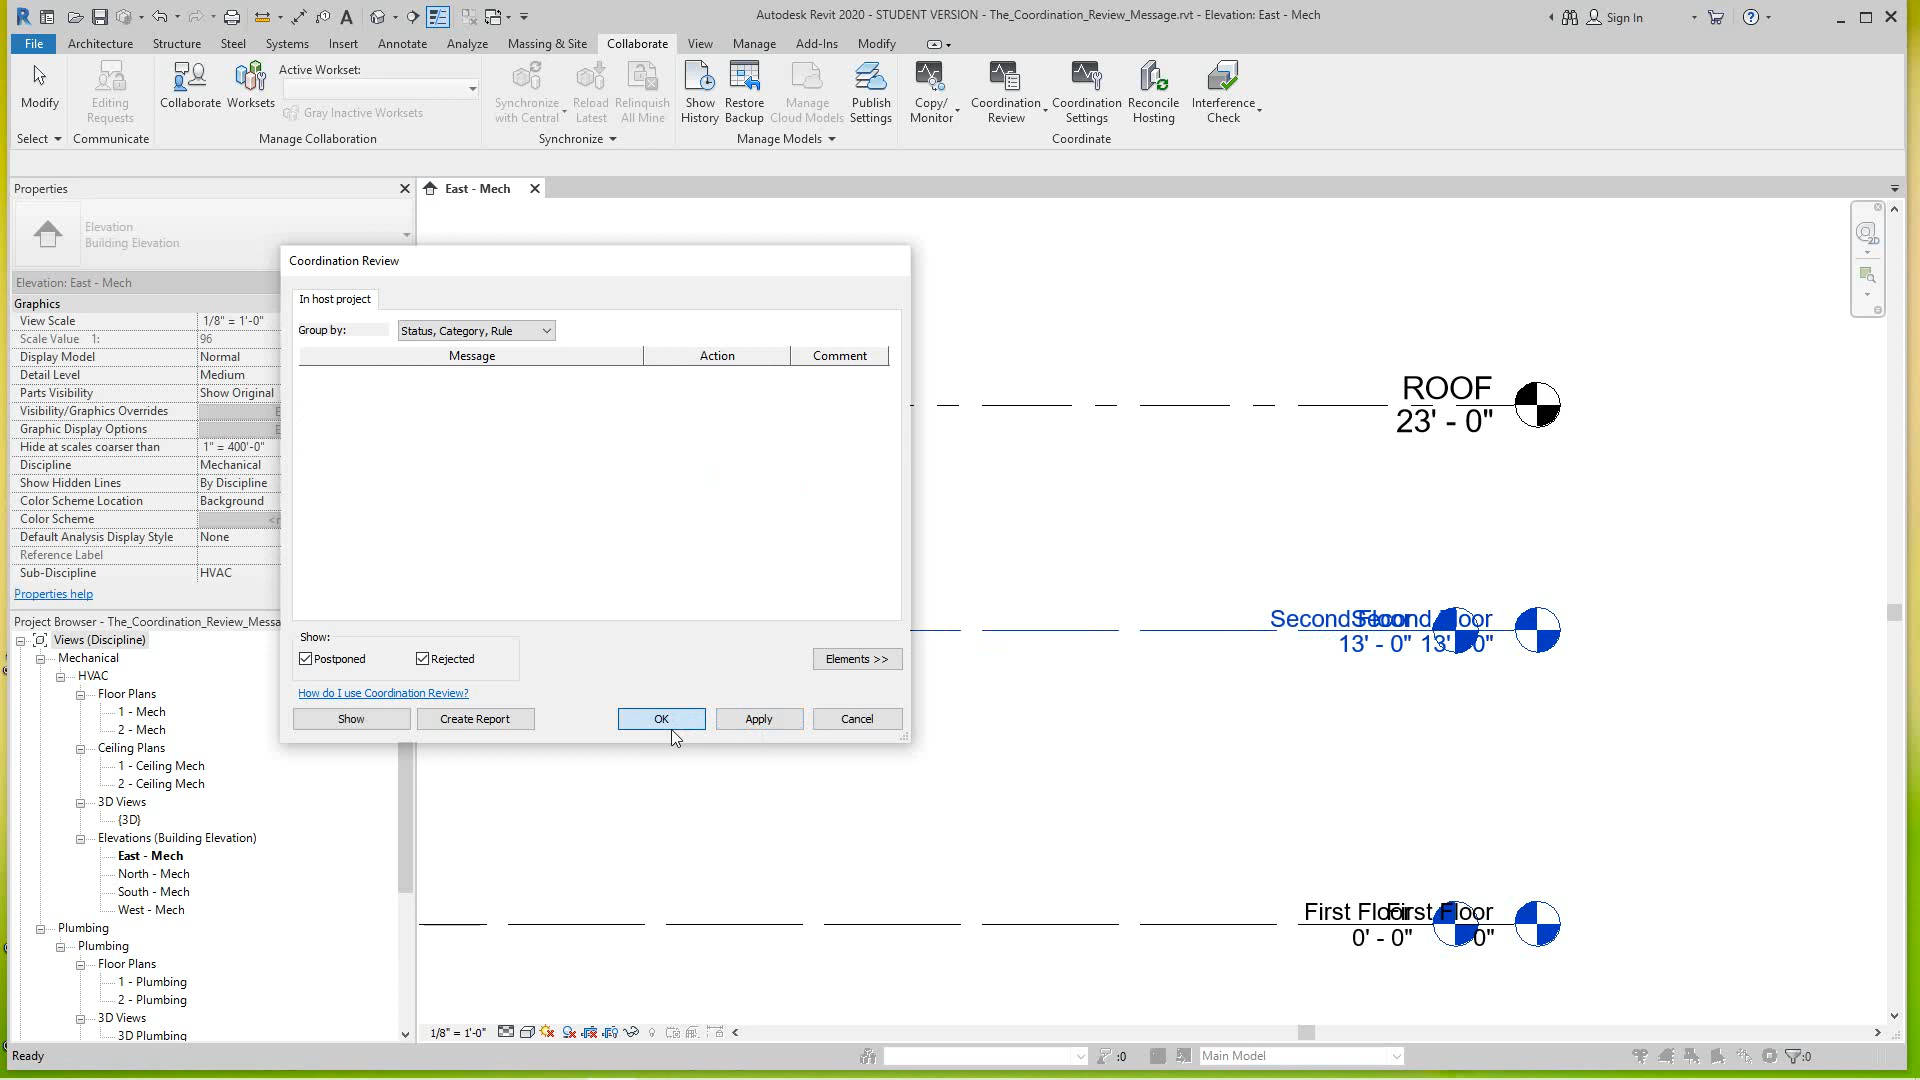 Autodesk Revit 2020 - STUDENT VERSION - The_Coordination_Review_Message.rvt - Elevation: East - Mech
Sign In
File Architecture Structure Steel Systems Insert Annotate Analyze Massing & Site Collaborate View Manage Add-Ins Modify
Modify
Editing Requests
Collaborate
Worksets
Active Workset:
Gray Inactive Worksets
Synchronize with Central
Reload Latest
Relinquish All Mine
Show History
Restore Backup
Manage Cloud Models
Publish Settings
Copy/ Monitor
Coordination Review
Coordination Settings
Reconcile Hosting
Interference Check
Select Communicate Manage Collaboration Synchronize Manage Models Coordinate
Properties
East - Mech
Elevation
Building Elevation
Elevation: East - Mech
Graphics
View Scale 1/8" = 1'-0"
Scale Value 1: 96
Display Model Normal
Detail Level Medium
Parts Visibility Show Original
Visibility/Graphics Overrides
Graphic Display Options
Hide at scales coarser than 1" = 400'-0"
Discipline Mechanical
Show Hidden Lines By Discipline
Color Scheme Location Background
Color Scheme
Default Analysis Display Style None
Reference Label
Sub-Discipline HVAC
Properties help
Project Browser - The_Coordination_Review_Messa
Views (Discipline)
Mechanical
HVAC
Floor Plans
1 - Mech
2 - Mech
Ceiling Plans
1 - Ceiling Mech
2 - Ceiling Mech
3D Views
{3D}
Elevations (Building Elevation)
East - Mech
North - Mech
South - Mech
West - Mech
Plumbing
Plumbing
Floor Plans
1 - Plumbing
2 - Plumbing
3D Views
3D Plumbing
Coordination Review
In host project
Group by: Status, Category, Rule
Message Action Comment
Show:
Postponed Rejected
Elements >>
How do I use Coordination Review?
Show Create Report OK Apply Cancel
ROOF
23' - 0"
Second Floor Second Floor
13' - 0" 13' - 0"
First Floor First Floor
0' - 0" 0"
1/8" = 1'-0"
Ready
:0
Main Model
:0